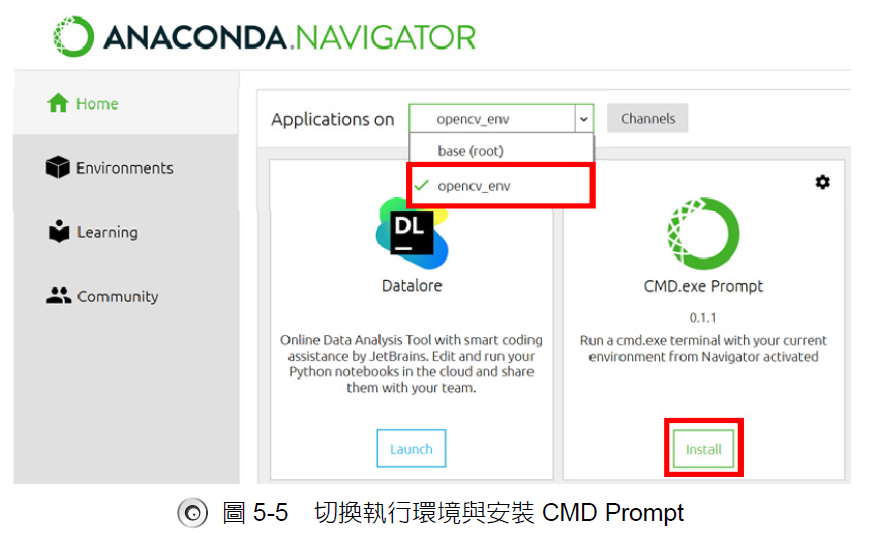 ANACONDA.NAVIGATOR
Home
Environments
Learning
Community
Applications on
opencv_env
Channels
base (root)
opencv_env
DL
Datalore
Online Data Analysis Tool with smart coding
assistance by JetBrains. Edit and run your
Python notebooks in the cloud and share
them with your team.
Launch
CMD.exe Prompt
0.1.1
Run a cmd.exe terminal with your current
environment from Navigator activated
Install
圖 5-5 切換執行環境與安裝 CMD Prompt